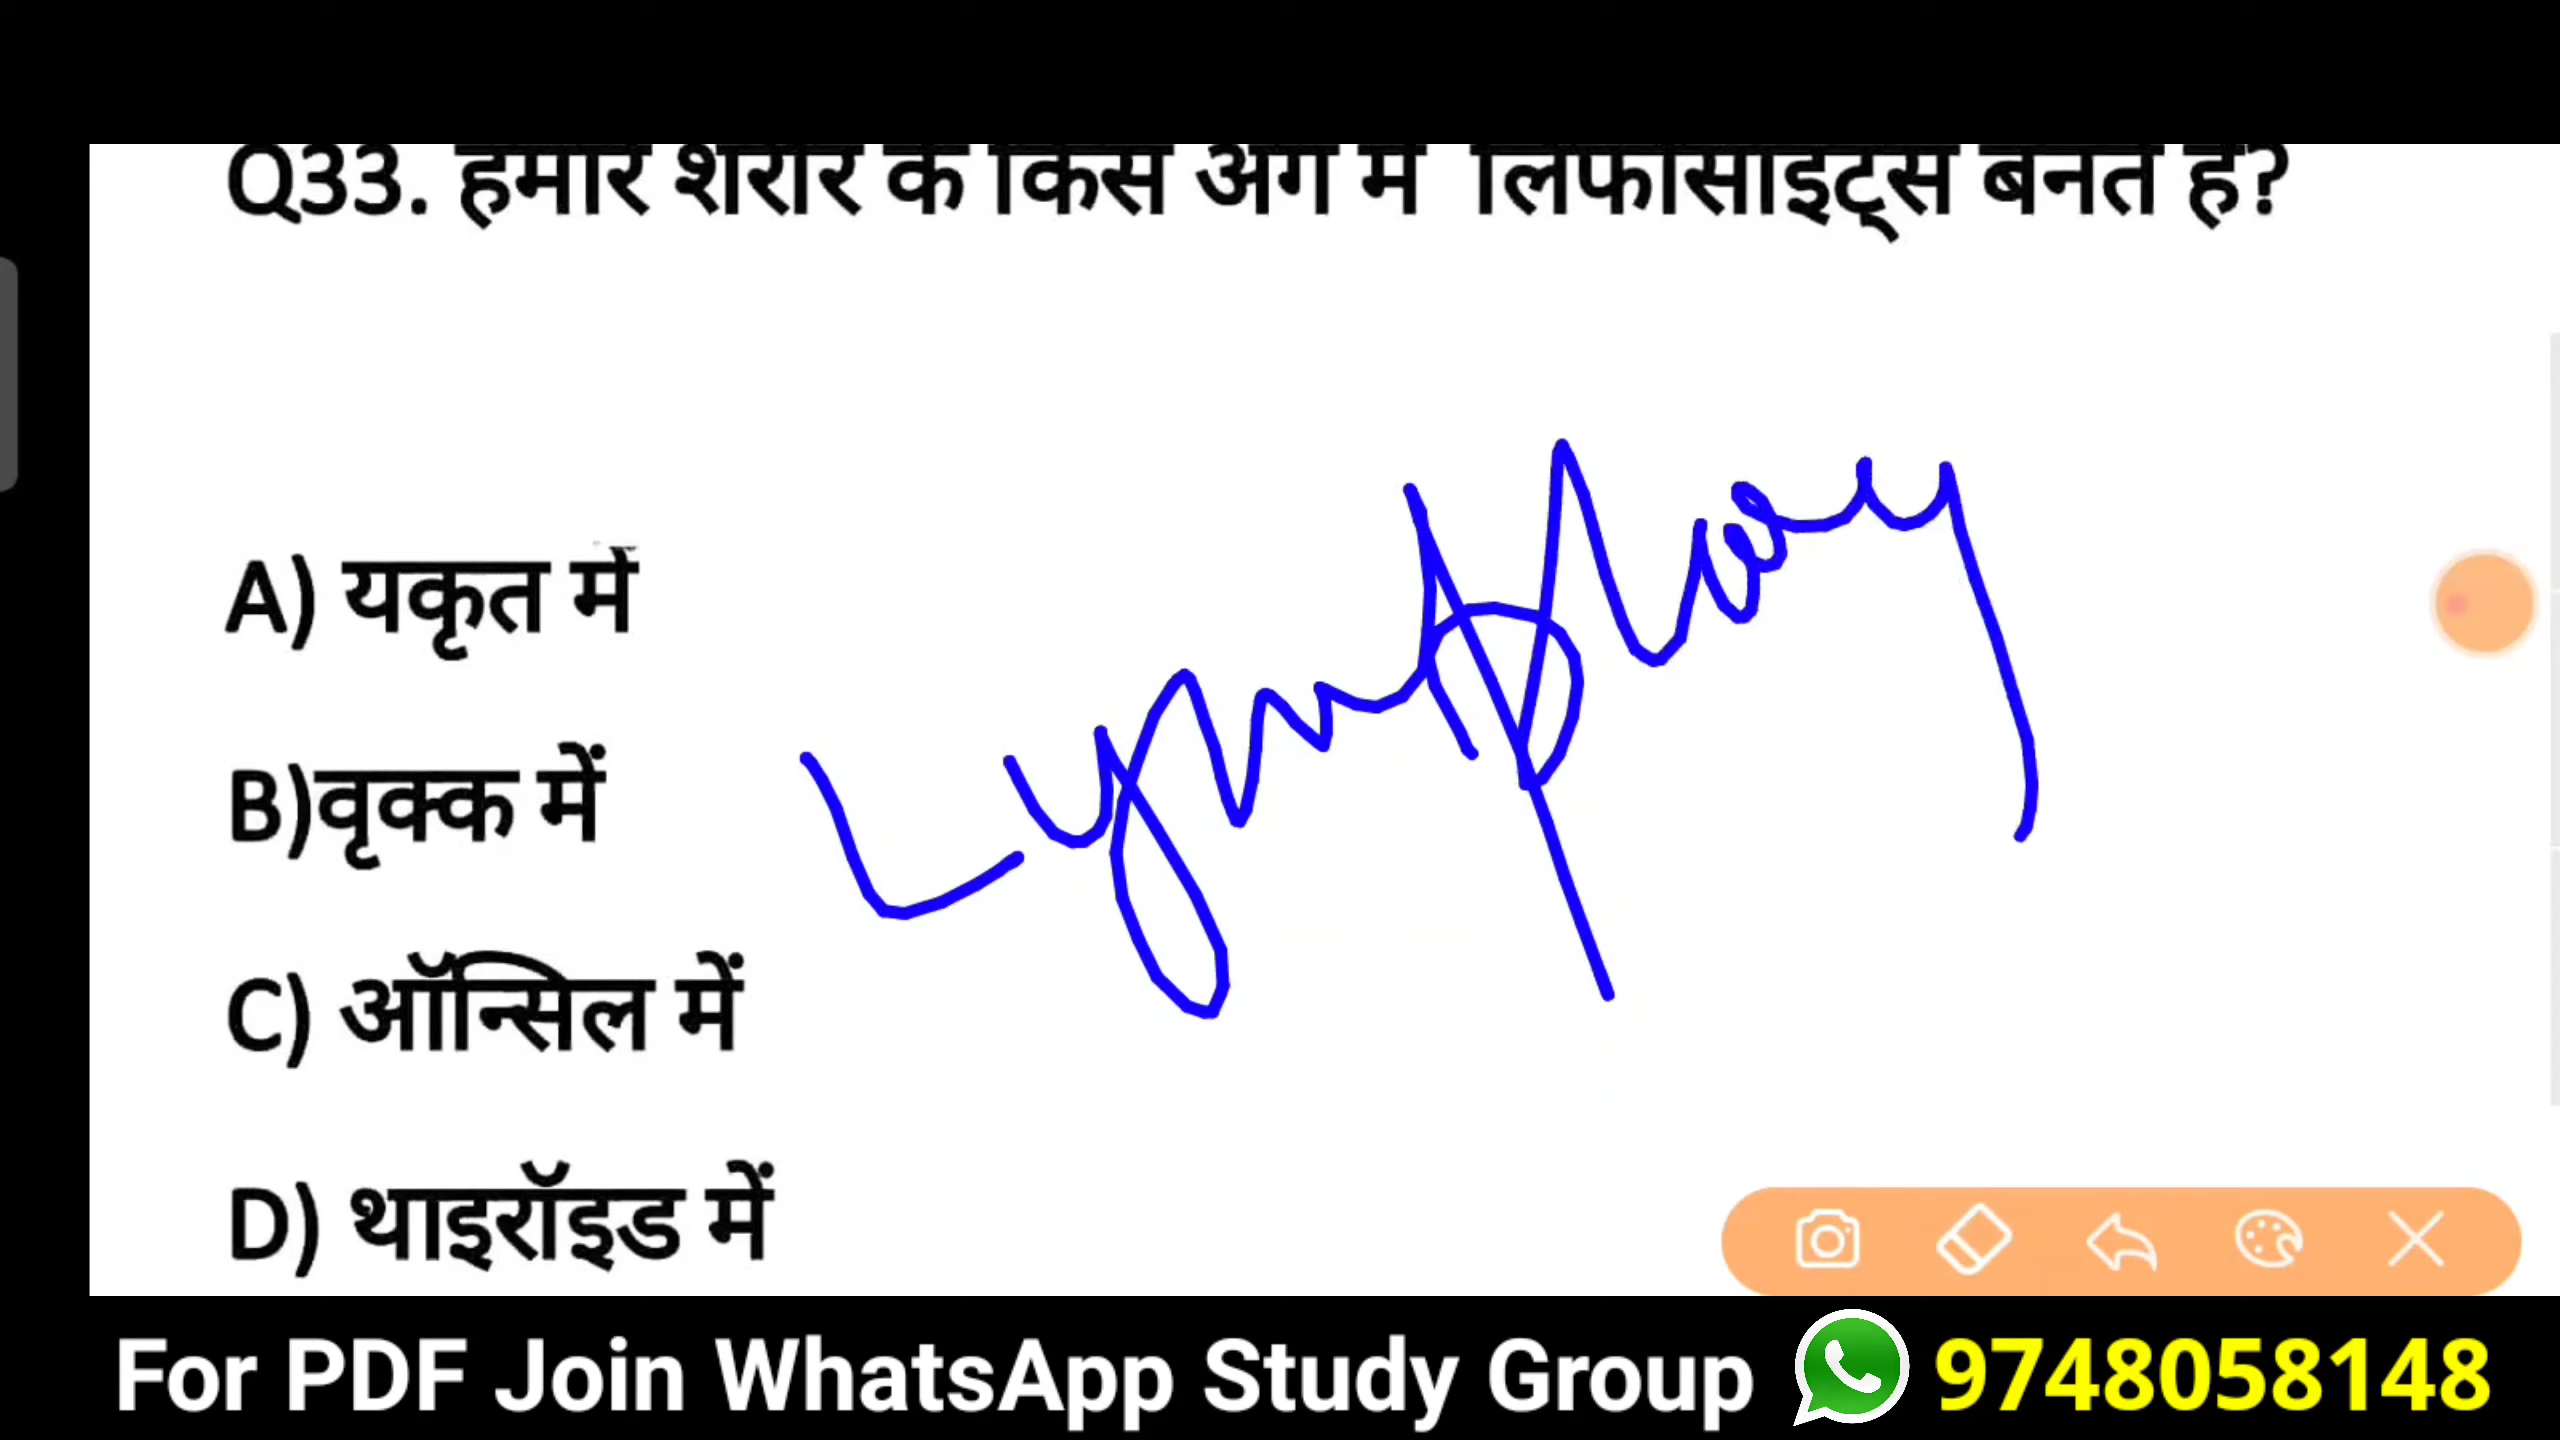 Q33. हमारे शरीर के किस अंग में लिंफोसाइट्स बनते है?
A) यकृत में
B)वृक्क में
C) ऑन्सिल में
D) थाइरॉइड में
For PDF Join WhatsApp Study Group 9748058148